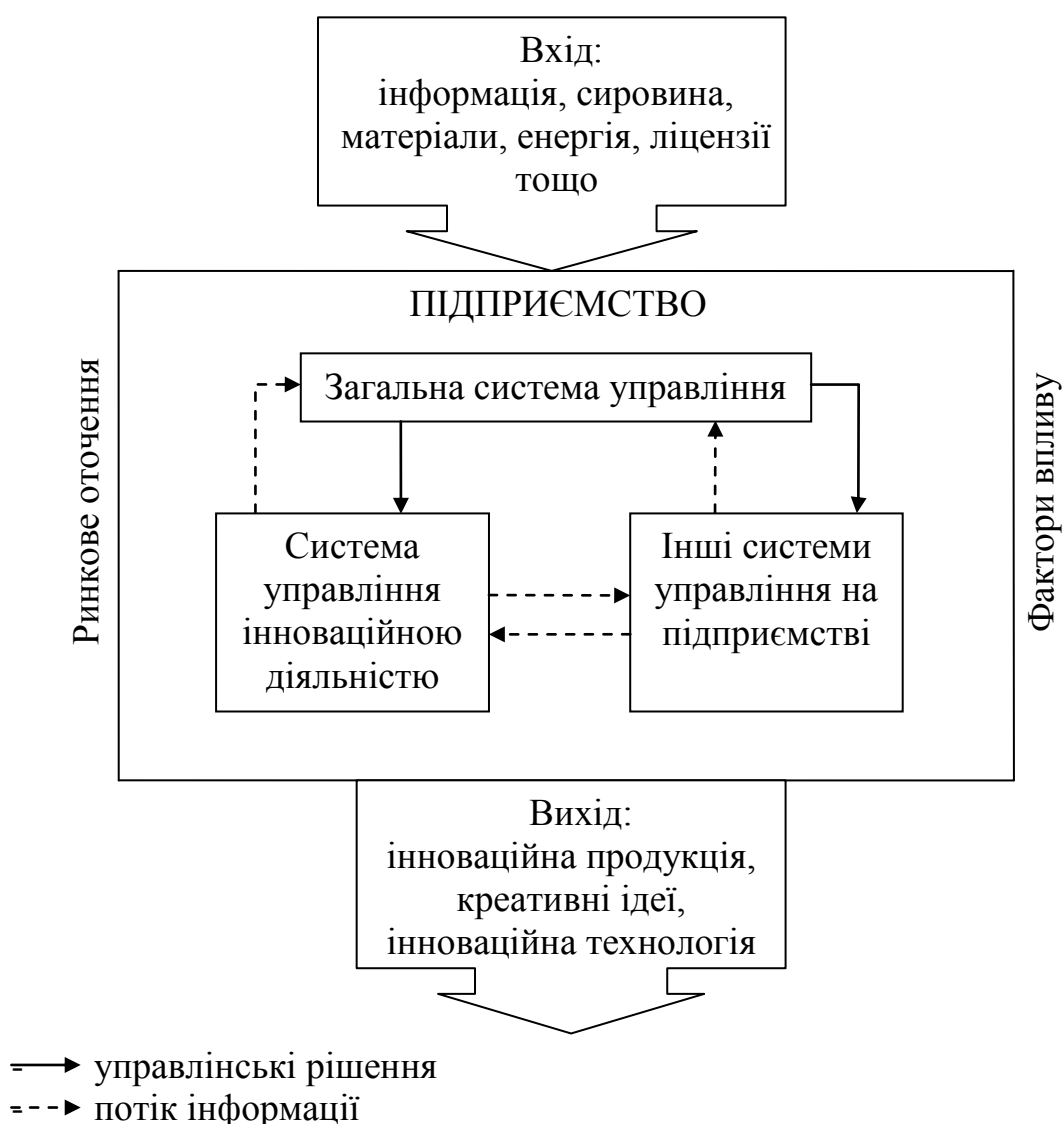 Вхід:
інформація, сировина,
матеріали, енергія, ліцензії
тощо
ПІДПРИЄМСТВО
Ринкове оточення
Загальна система управління
Система
управління
інноваційною
діяльністю
Інші системи
управління на
підприємстві
Фактори впливу
Вихід:
інноваційна продукція,
креативні ідеї,
інноваційна технологія
управлінські рішення
потік інформації